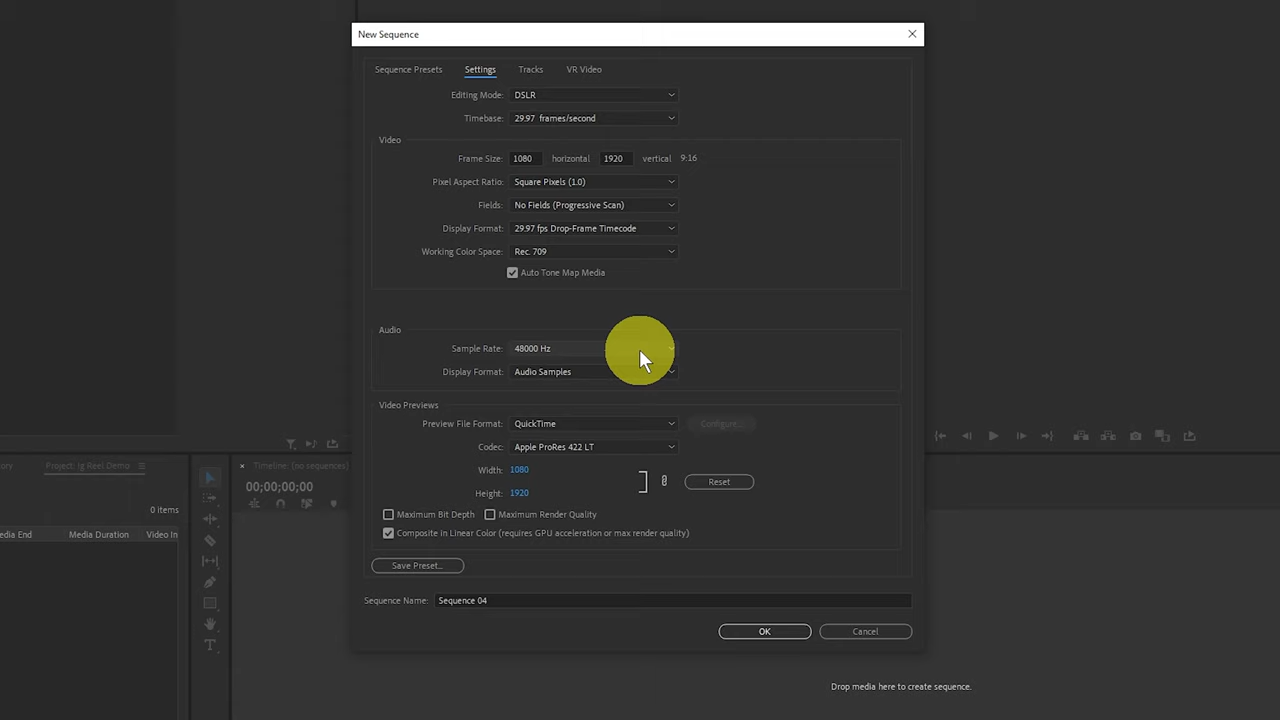 New Sequence
Sequence Presets Settings Tracks VR Video
Editing Mode: DSLR
Timebase: 29.97 frames/second
Video
Frame Size: 1080 horizontal 1920 vertical 9:16
Pixel Aspect Ratio: Square Pixels (1.0)
Fields: No Fields (Progressive Scan)
Display Format: 29.97 fps Drop-Frame Timecode
Working Color Space: Rec. 709
Auto Tone Map Media
Audio
Sample Rate: 48000 Hz
Display Format: Audio Samples
Video Previews
Preview File Format: QuickTime Configure...
Codec: Apple ProRes 422 LT
Width: 1080
Height: 1920
Reset
Maximum Bit Depth Maximum Render Quality
Composite in Linear Color (requires GPU acceleration or max render quality)
Save Preset...
Sequence Name: Sequence 04
OK Cancel
ory Project: Ig Reel Demo
0 items
edia End Media Duration Video In
Timeline: (no sequences)
00;00;00;00
Drop media here to create sequence.